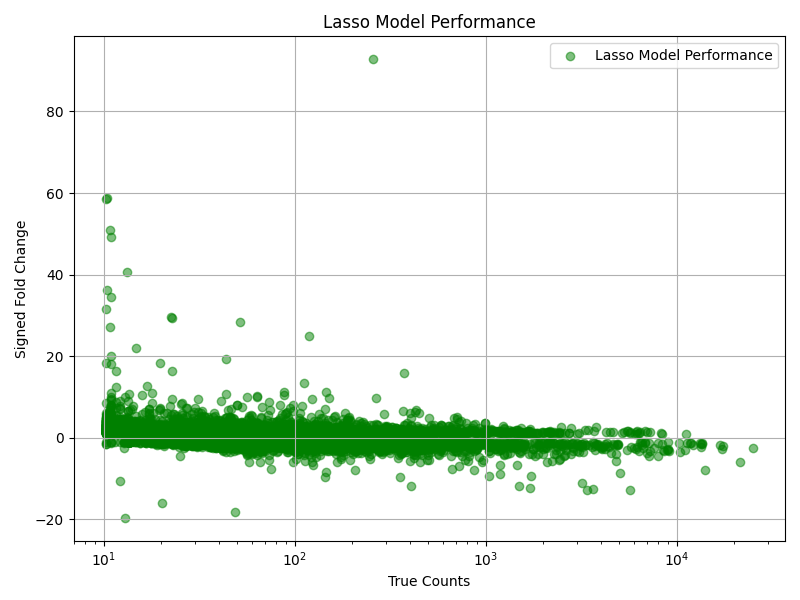 Lasso Model Performance
Lasso Model Performance
80
60
40
20
0
−20
Signed Fold Change
10^1
10^2
10^3
10^4
True Counts